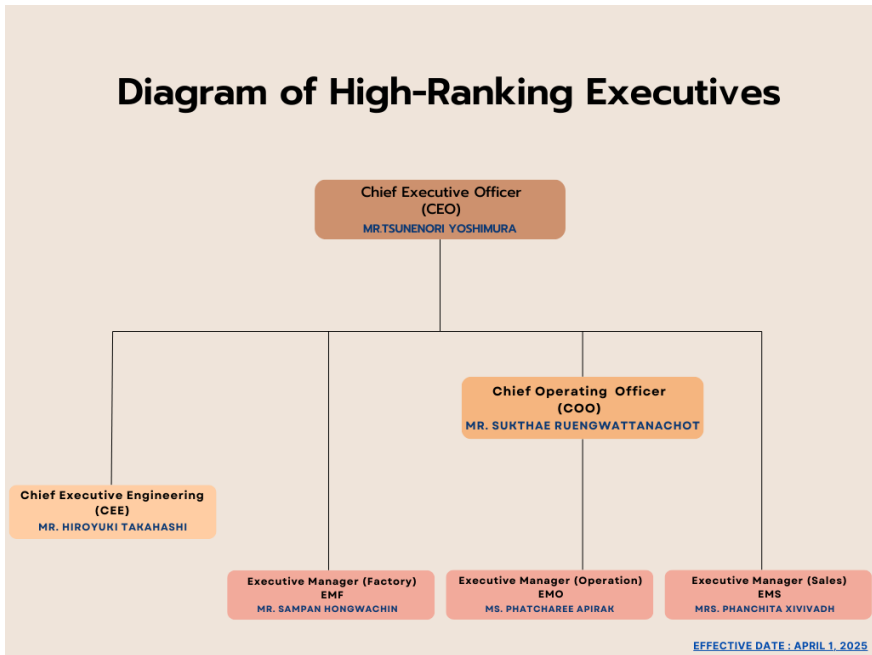 Diagram of High-Ranking Executives
Chief Executive Officer
(CEO)
MR.TSUNENORI YOSHIMURA
Chief Operating Officer
(COO)
MR. SUKTHAE RUENGWATTANACHOT
Chief Executive Engineering
(CEE)
MR. HIROYUKI TAKAHASHI
Executive Manager (Factory)
EMF
MR. SAMPAN HONGWACHIN
Executive Manager (Operation)
EMO
MS. PHATCHAREE APIRAK
Executive Manager (Sales)
EMS
MRS. PHANCHITA XIVIVADH
EFFECTIVE DATE : APRIL 1, 2025